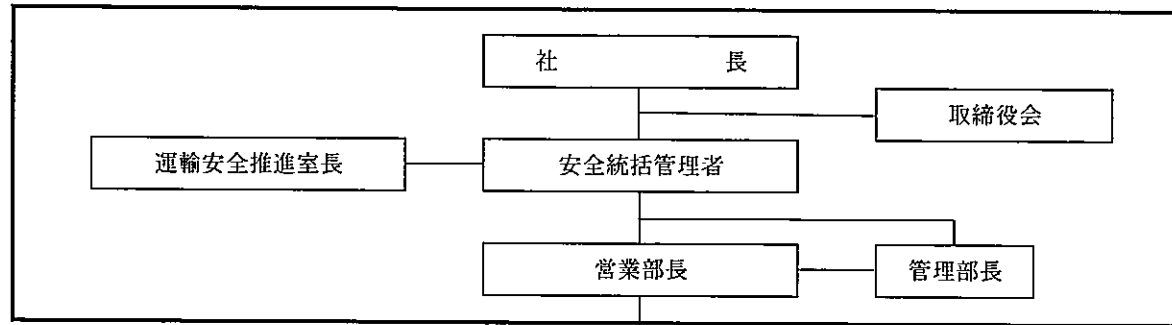 社　　　　　　　長
取締役会
運輸安全推進室長
安全統括管理者
営業部長
管理部長